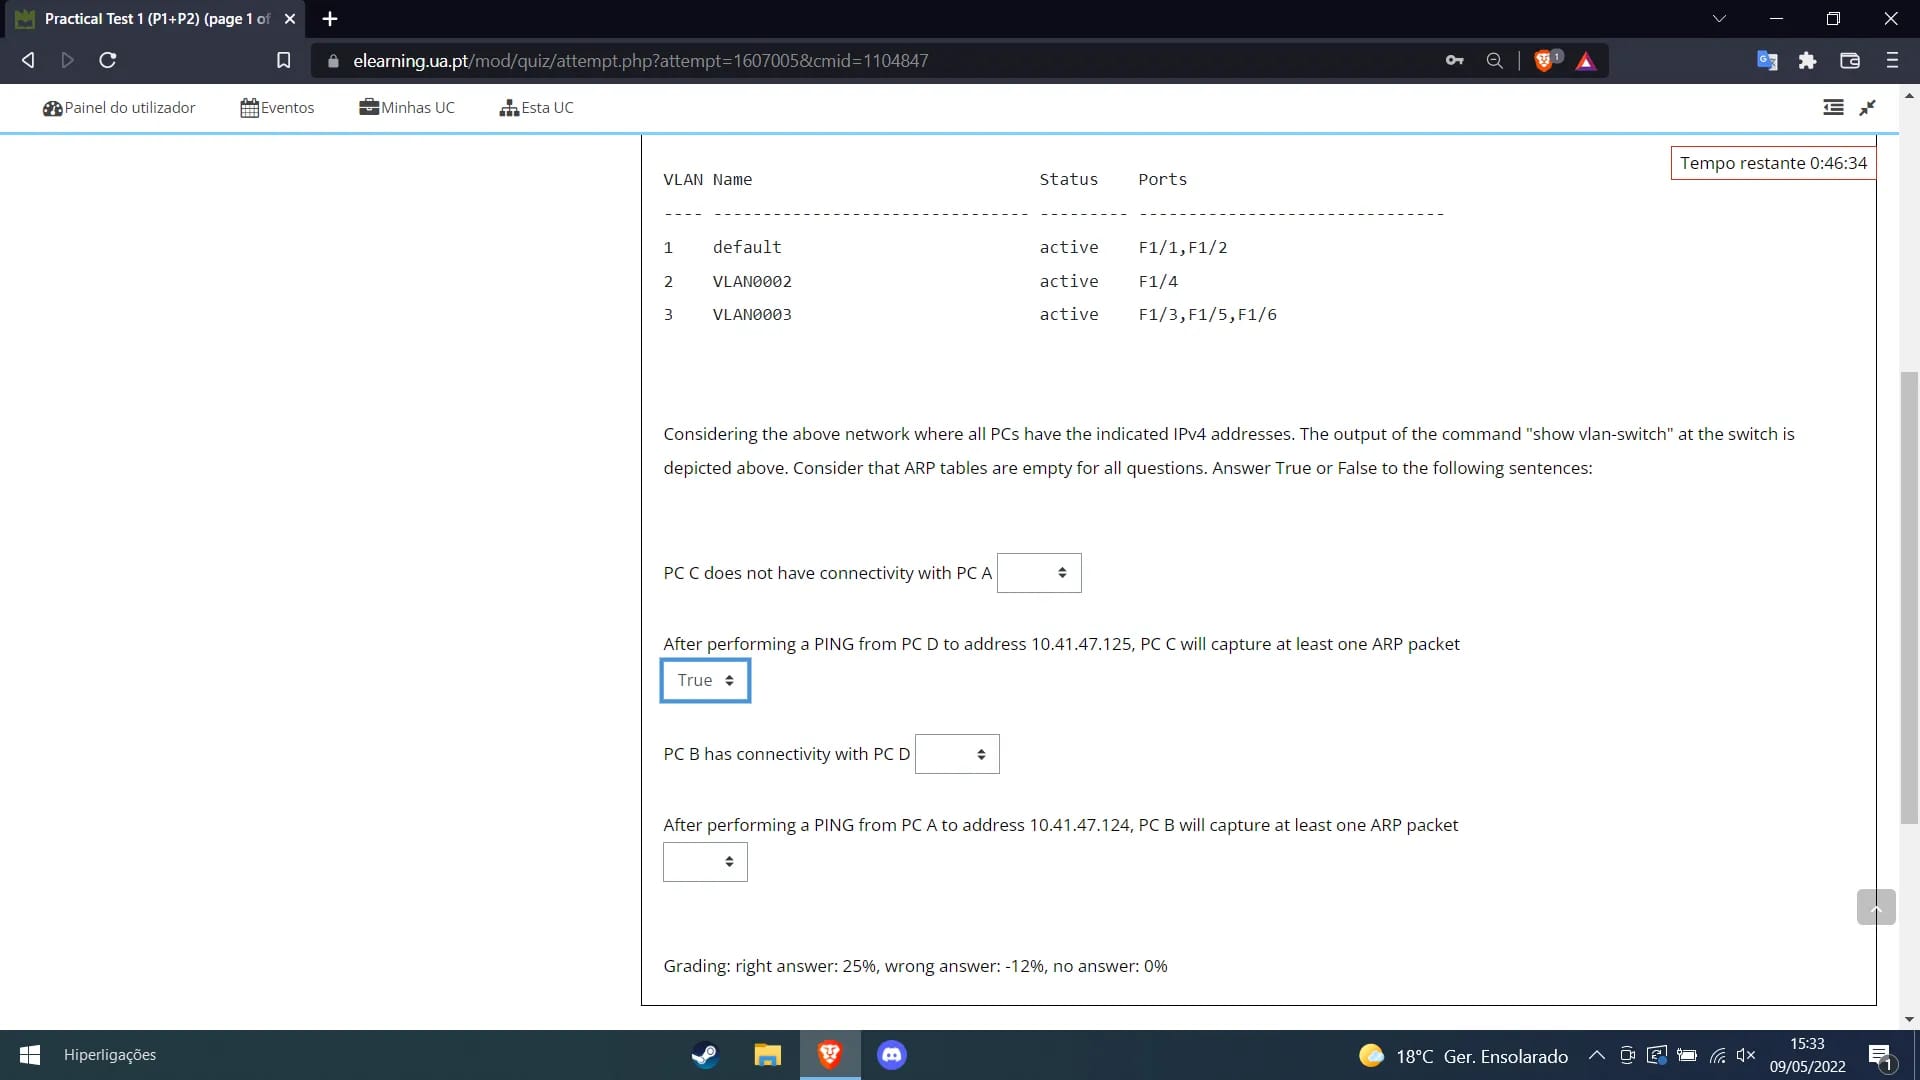 Practical Test 1 (P1+P2) (page 1 of
elearning.ua.pt/mod/quiz/attempt.php?attempt=1607005&cmid=1104847
1
Painel do utilizador Eventos Minhas UC Esta UC
Tempo restante 0:46:34
VLAN Name Status Ports
---- -------------------------------- --------- -------------------------------
1 default active F1/1,F1/2
2 VLAN0002 active F1/4
3 VLAN0003 active F1/3,F1/5,F1/6
Considering the above network where all PCs have the indicated IPv4 addresses. The output of the command "show vlan-switch" at the switch is
depicted above. Consider that ARP tables are empty for all questions. Answer True or False to the following sentences:
PC C does not have connectivity with PC A
After performing a PING from PC D to address 10.41.47.125, PC C will capture at least one ARP packet
True
PC B has connectivity with PC D
After performing a PING from PC A to address 10.41.47.124, PC B will capture at least one ARP packet
Grading: right answer: 25%, wrong answer: -12%, no answer: 0%
Hiperligações
18°C Ger. Ensolarado
15:33
09/05/2022
1